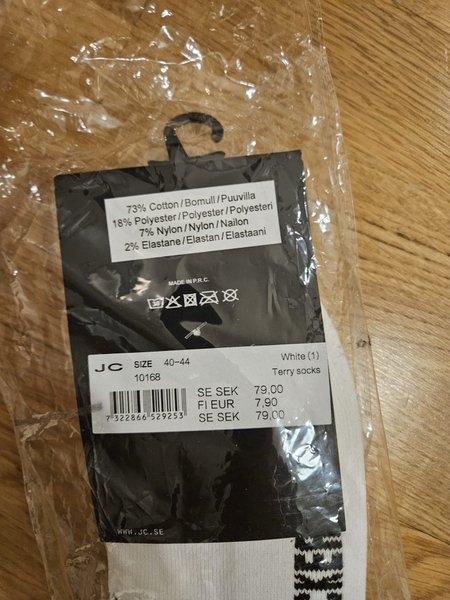 73% Cotton/Bomull/Puuvilla
18% Polyester/Polyester/Polyesteri
7% Nylon/Nylon/Nailon
2% Elastane/Elastan/Elastaani
MADE IN P.R.C.
JC SIZE 40-44 White (1)
10168 Terry socks
SE SEK 79,00
FI EUR 7,90
SE SEK 79,00
7 322866 529253
WWW.JC.SE